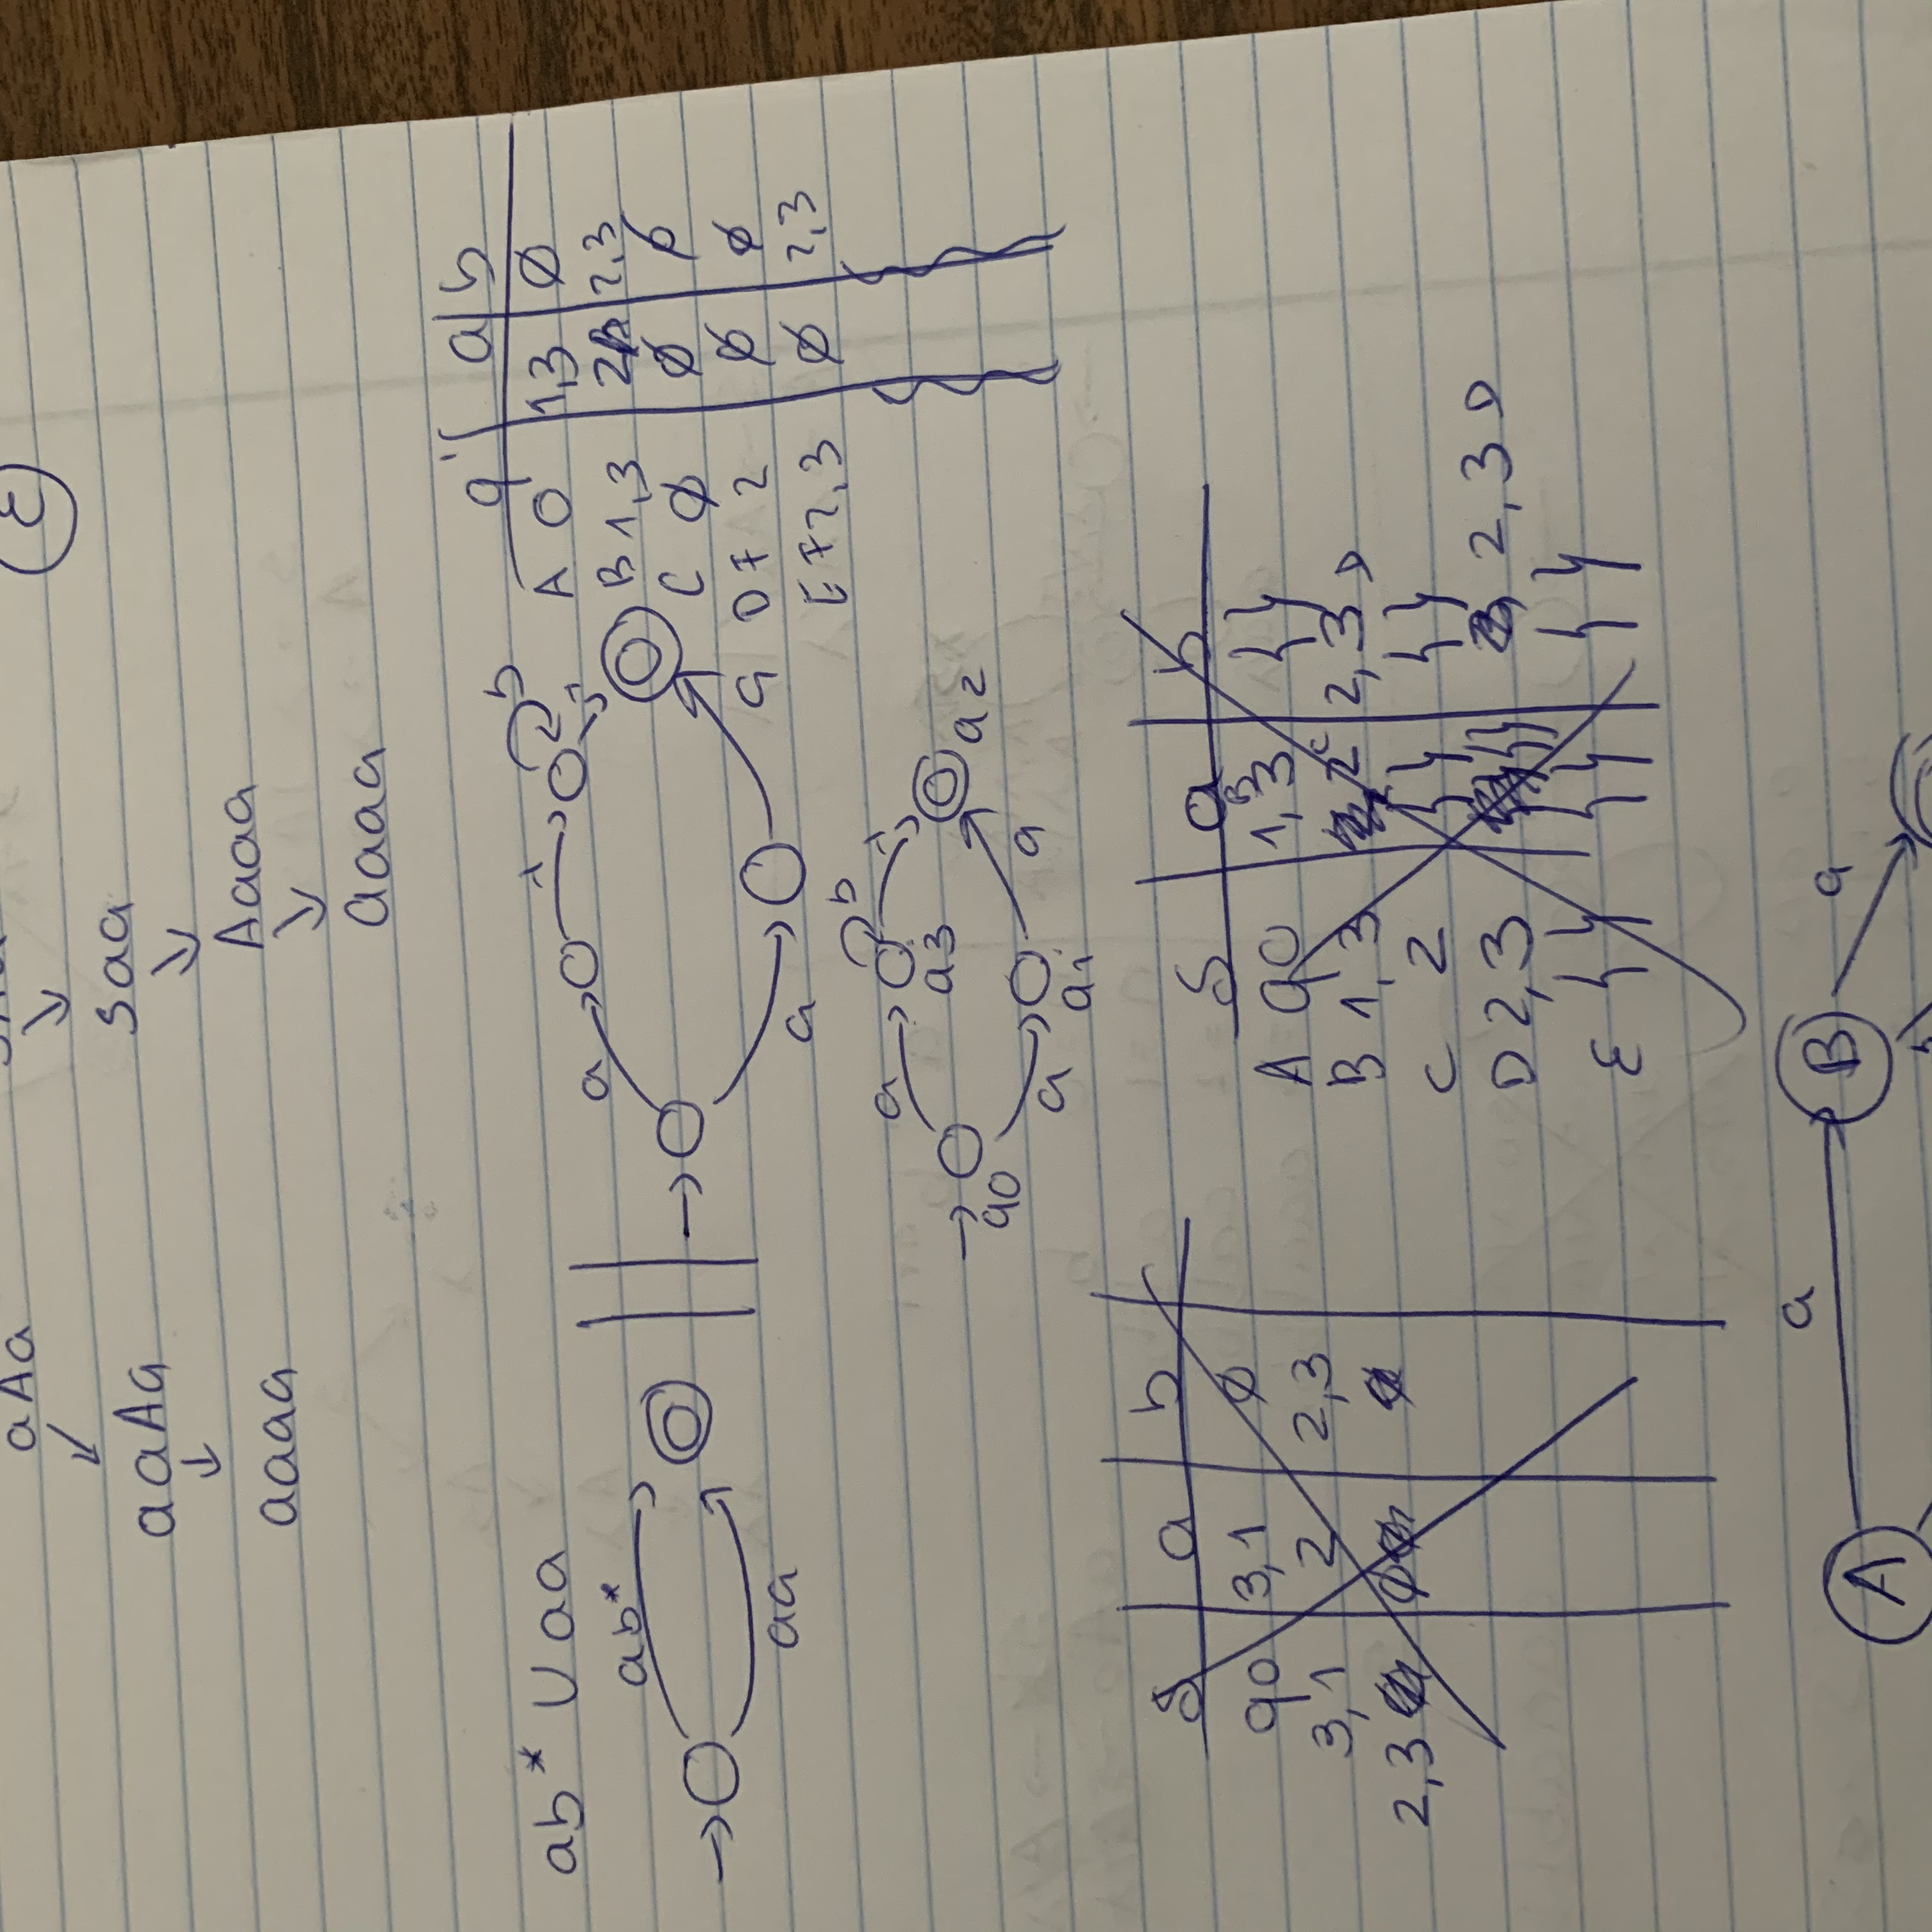 aAa
ε
aaAa
Saa
aaaa
Aaaa
aaaa
ab* ∪ aa
ab*
aa
a
λ
b
λ
a
a
q' a b
A 0 1,3 ∅
B 1,3 2 2,3
C ∅ ∅ ∅
D F 2 ∅ ∅
E F 2,3 ∅ 2,3
a
b
λ
a3
q0
a2
a
a1
a
δ a b
q0 3,1 ∅
3,1 2 2,3
2,3 ∅
δ a b
A q0 1,3 B {}
B 1,3 2 C 2,3 D
C 2 {} {}
D 2,3 {} 2,3 D
E {} {} {}
a
A
B
a